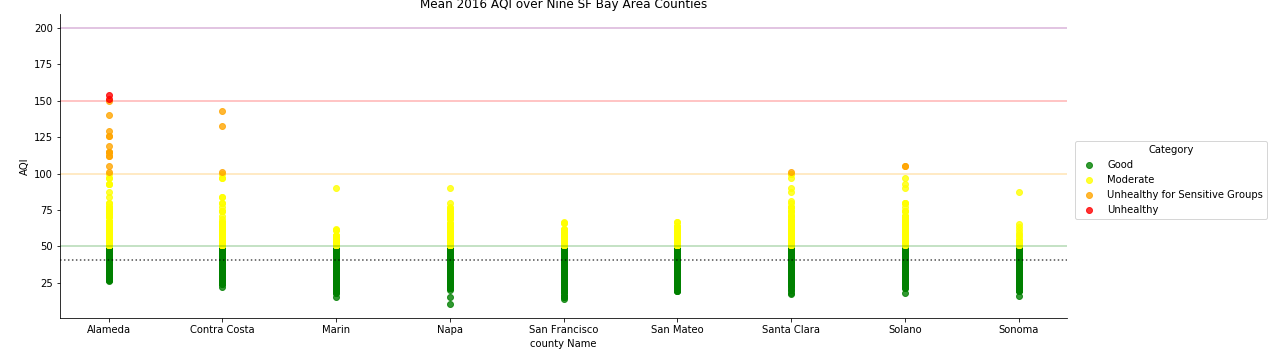 Mean 2016 AQI over Nine SF Bay Area Counties
200
175
150
125
100
75
50
25
AQI
Alameda Contra Costa Marin Napa San Francisco San Mateo Santa Clara Solano Sonoma
county Name
Category
Good
Moderate
Unhealthy for Sensitive Groups
Unhealthy